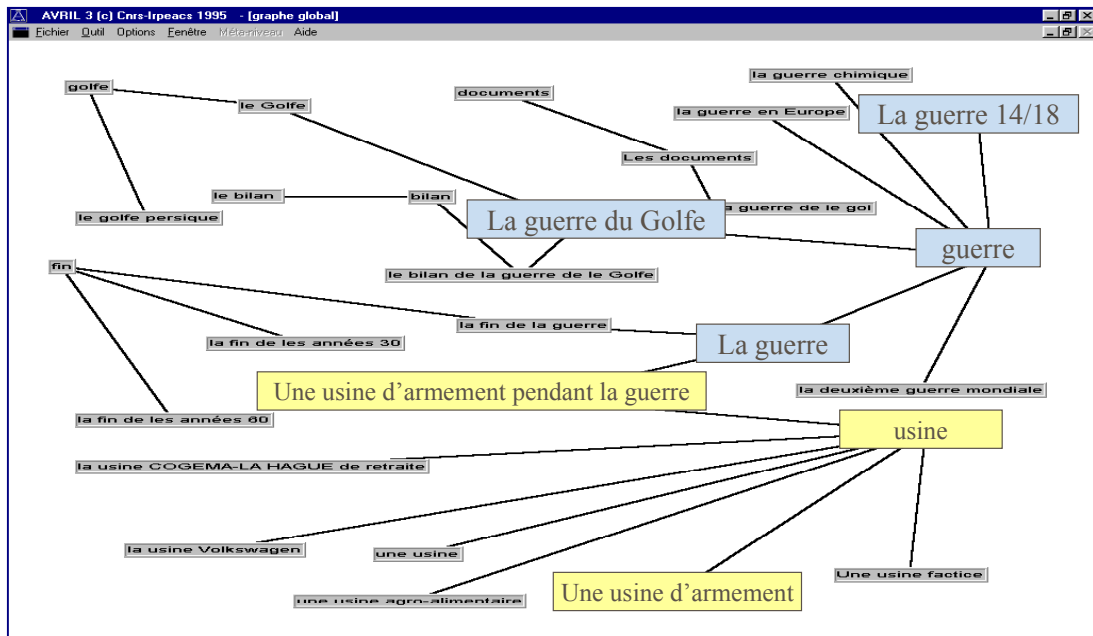 AVRIL 3 (c) Cnrs-Irpeacs 1995 - [graphe global]
Fichier Outil Options Fenêtre Méta-niveau Aide
golfe
le Golfe
documents
la guerre chimique
la guerre en Europe
La guerre 14/18
Les documents
le bilan
bilan
le golfe persique
La guerre du Golfe
a guerre de le gol
guerre
fin
le bilan de la guerre de le Golfe
la fin de la guerre
la fin de les années 30
La guerre
Une usine d'armement pendant la guerre
la deuxième guerre mondiale
la fin de les années 60
usine
la usine COGEMA-LA HAGUE de retraite
la usine Volkswagen
une usine
Une usine factice
une usine agro-alimentaire
Une usine d'armement